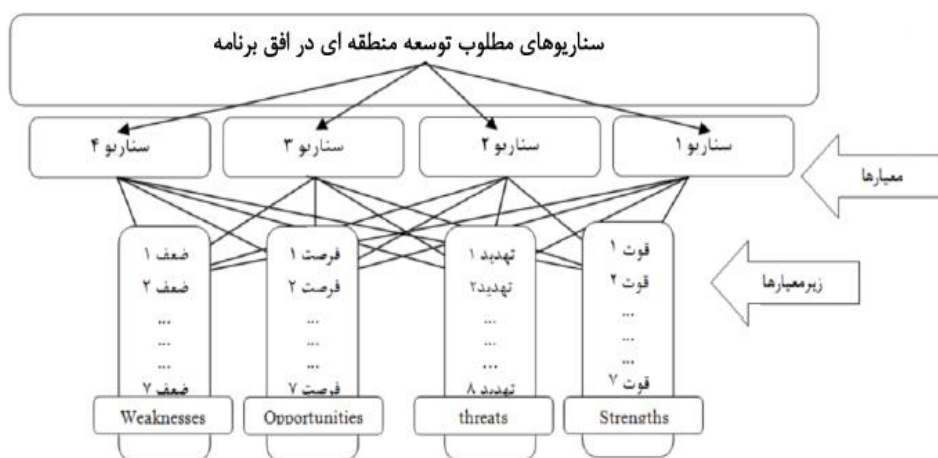 سناریوهای مطلوب توسعه منطقه ای در افق برنامه
سناریو ۱
سناریو ۲
سناریو ۳
سناریو ۴
معیارها
قوت ۱
قوت ۲
...
...
...
قوت ۷
Strengths
تهدید ۱
تهدید۲
...
...
...
تهدید ۸
threats
فرصت ۱
فرصت ۲
...
...
...
فرصت ۷
Opportunities
ضعف ۱
ضعف ۲
...
...
...
ضعف ۷
Weaknesses
زیرمعیارها